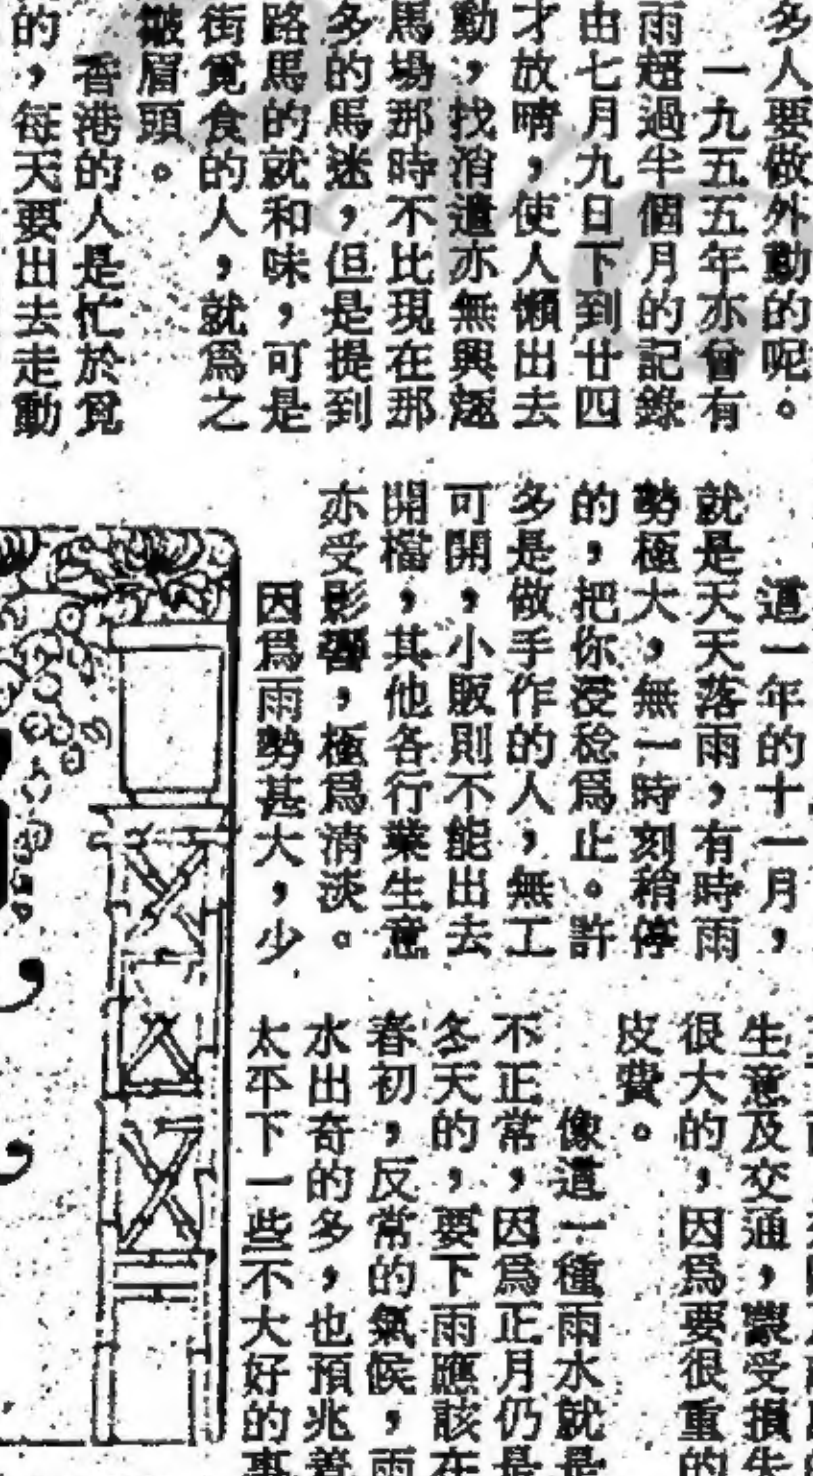 多人要做外勤的呢。
一九五五年亦曾有
雨超過半個月的記錄
由七月九日下到廿四
才放晴，使人懶出去
動，找消遣亦無興趣
馬場那時不比現在那
多的馬迷，但是提到
路馬的就和味，可是
街覓食的人，就爲之
皺眉頭。
香港的人是忙於覓
的，每天要出去走動
這一年的十一月，
就是天天落雨，有時雨
勢極大，無一時刻稍停
的，把你浸稔爲止。許
多是做手作的人，無工
可開，小販則不能出去
開檔，其他各行業生意
亦受影響，極爲清淡。
因爲雨勢甚大，少
生意及交通，蒙受損失
很大的，因爲要很重的
皮費。
像這一種雨水就是
不正常，因爲正月仍是
冬天的，要下雨應該在
春初，反常的氣候，雨
水出奇的多，也預兆着
太平下一些不大好的事